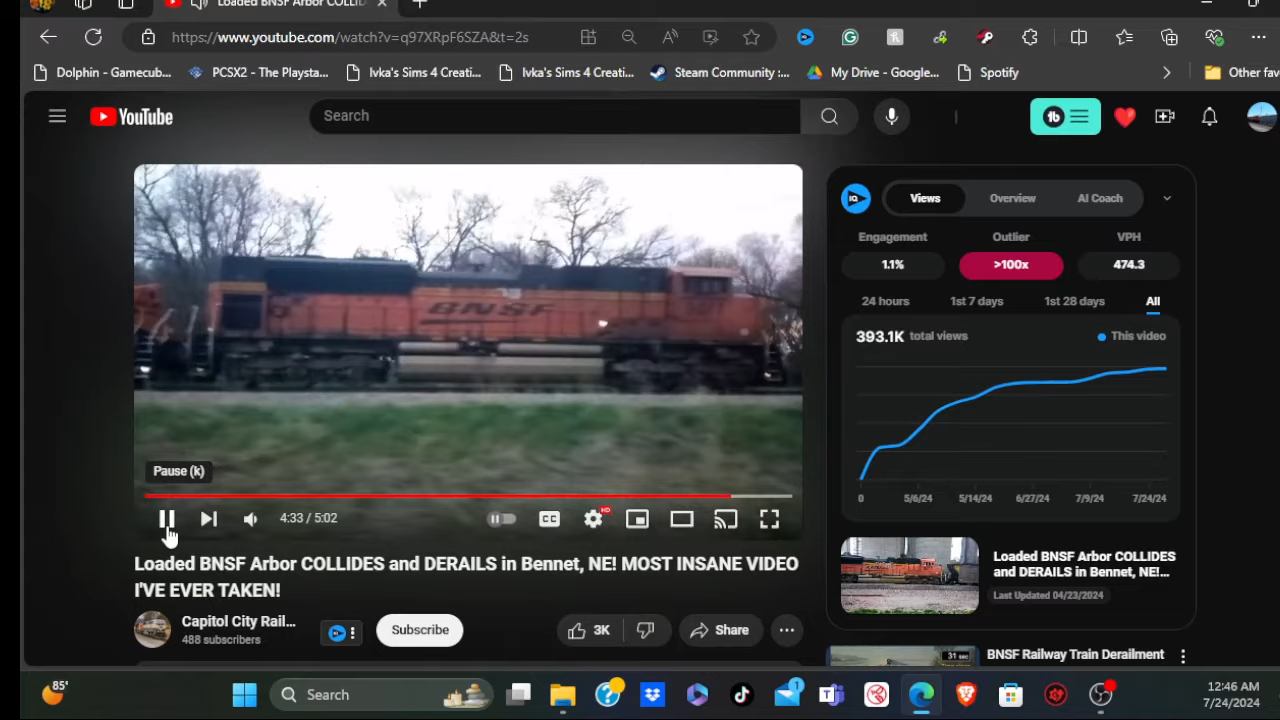 Loaded BNSF Arbor COLLID
https://www.youtube.com/watch?v=q97XRpF6SZA&t=2s
Dolphin - Gamecub...
PCSX2 - The Playsta...
Ivka's Sims 4 Creati...
Ivka's Sims 4 Creati...
Steam Community :...
My Drive - Google...
Spotify
Other fav
YouTube
Search
Views
Overview
AI Coach
Engagement
Outlier
VPH
1.1%
>100x
474.3
24 hours
1st 7 days
1st 28 days
All
393.1K total views
This video
0
5/6/24
5/14/24
6/27/24
7/9/24
7/24/24
BNSF
Pause (k)
4:33 / 5:02
CC
HD
Loaded BNSF Arbor COLLIDES and DERAILS in Bennet, NE! MOST INSANE VIDEO
I'VE EVER TAKEN!
Capitol City Rail...
488 subscribers
Subscribe
3K
Share
Loaded BNSF Arbor COLLIDES
and DERAILS in Bennet, NE!...
Last Updated 04/23/2024
31 sec
BNSF Railway Train Derailment
85°
Search
1
12:46 AM
7/24/2024